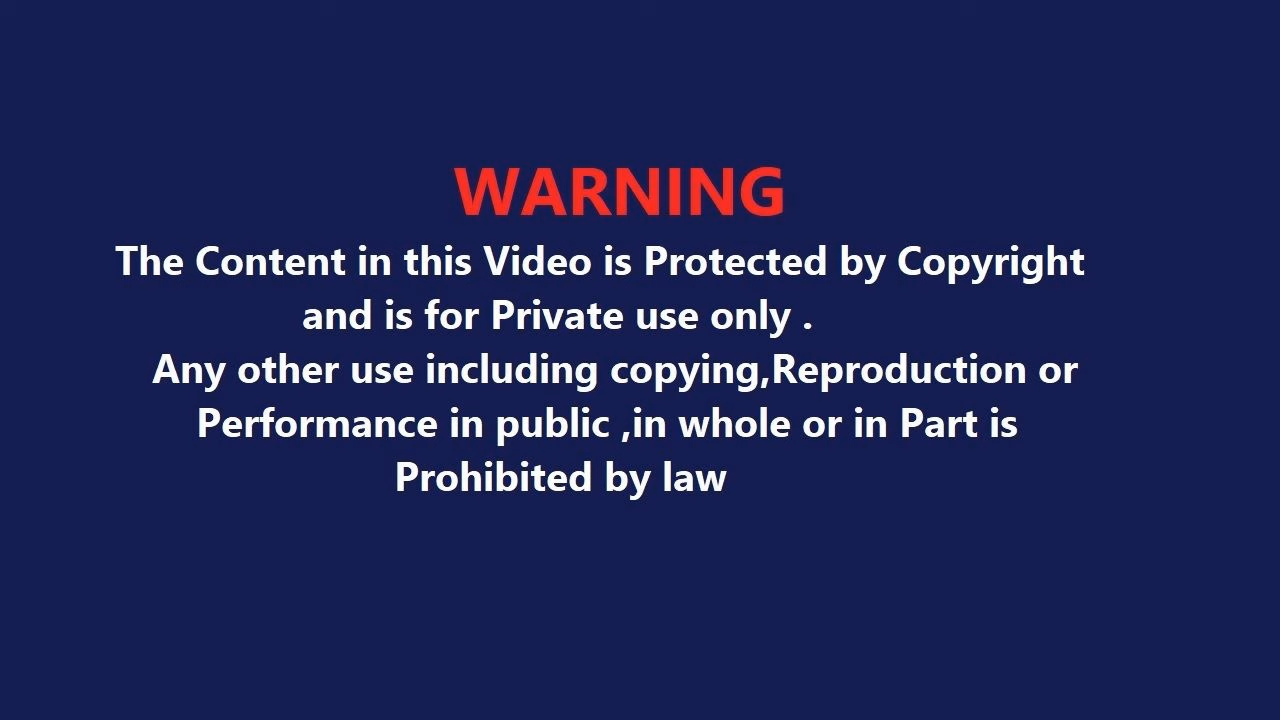 WARNING
The Content in this Video is Protected by Copyright
and is for Private use only .
Any other use including copying,Reproduction or
Performance in public ,in whole or in Part is
Prohibited by law